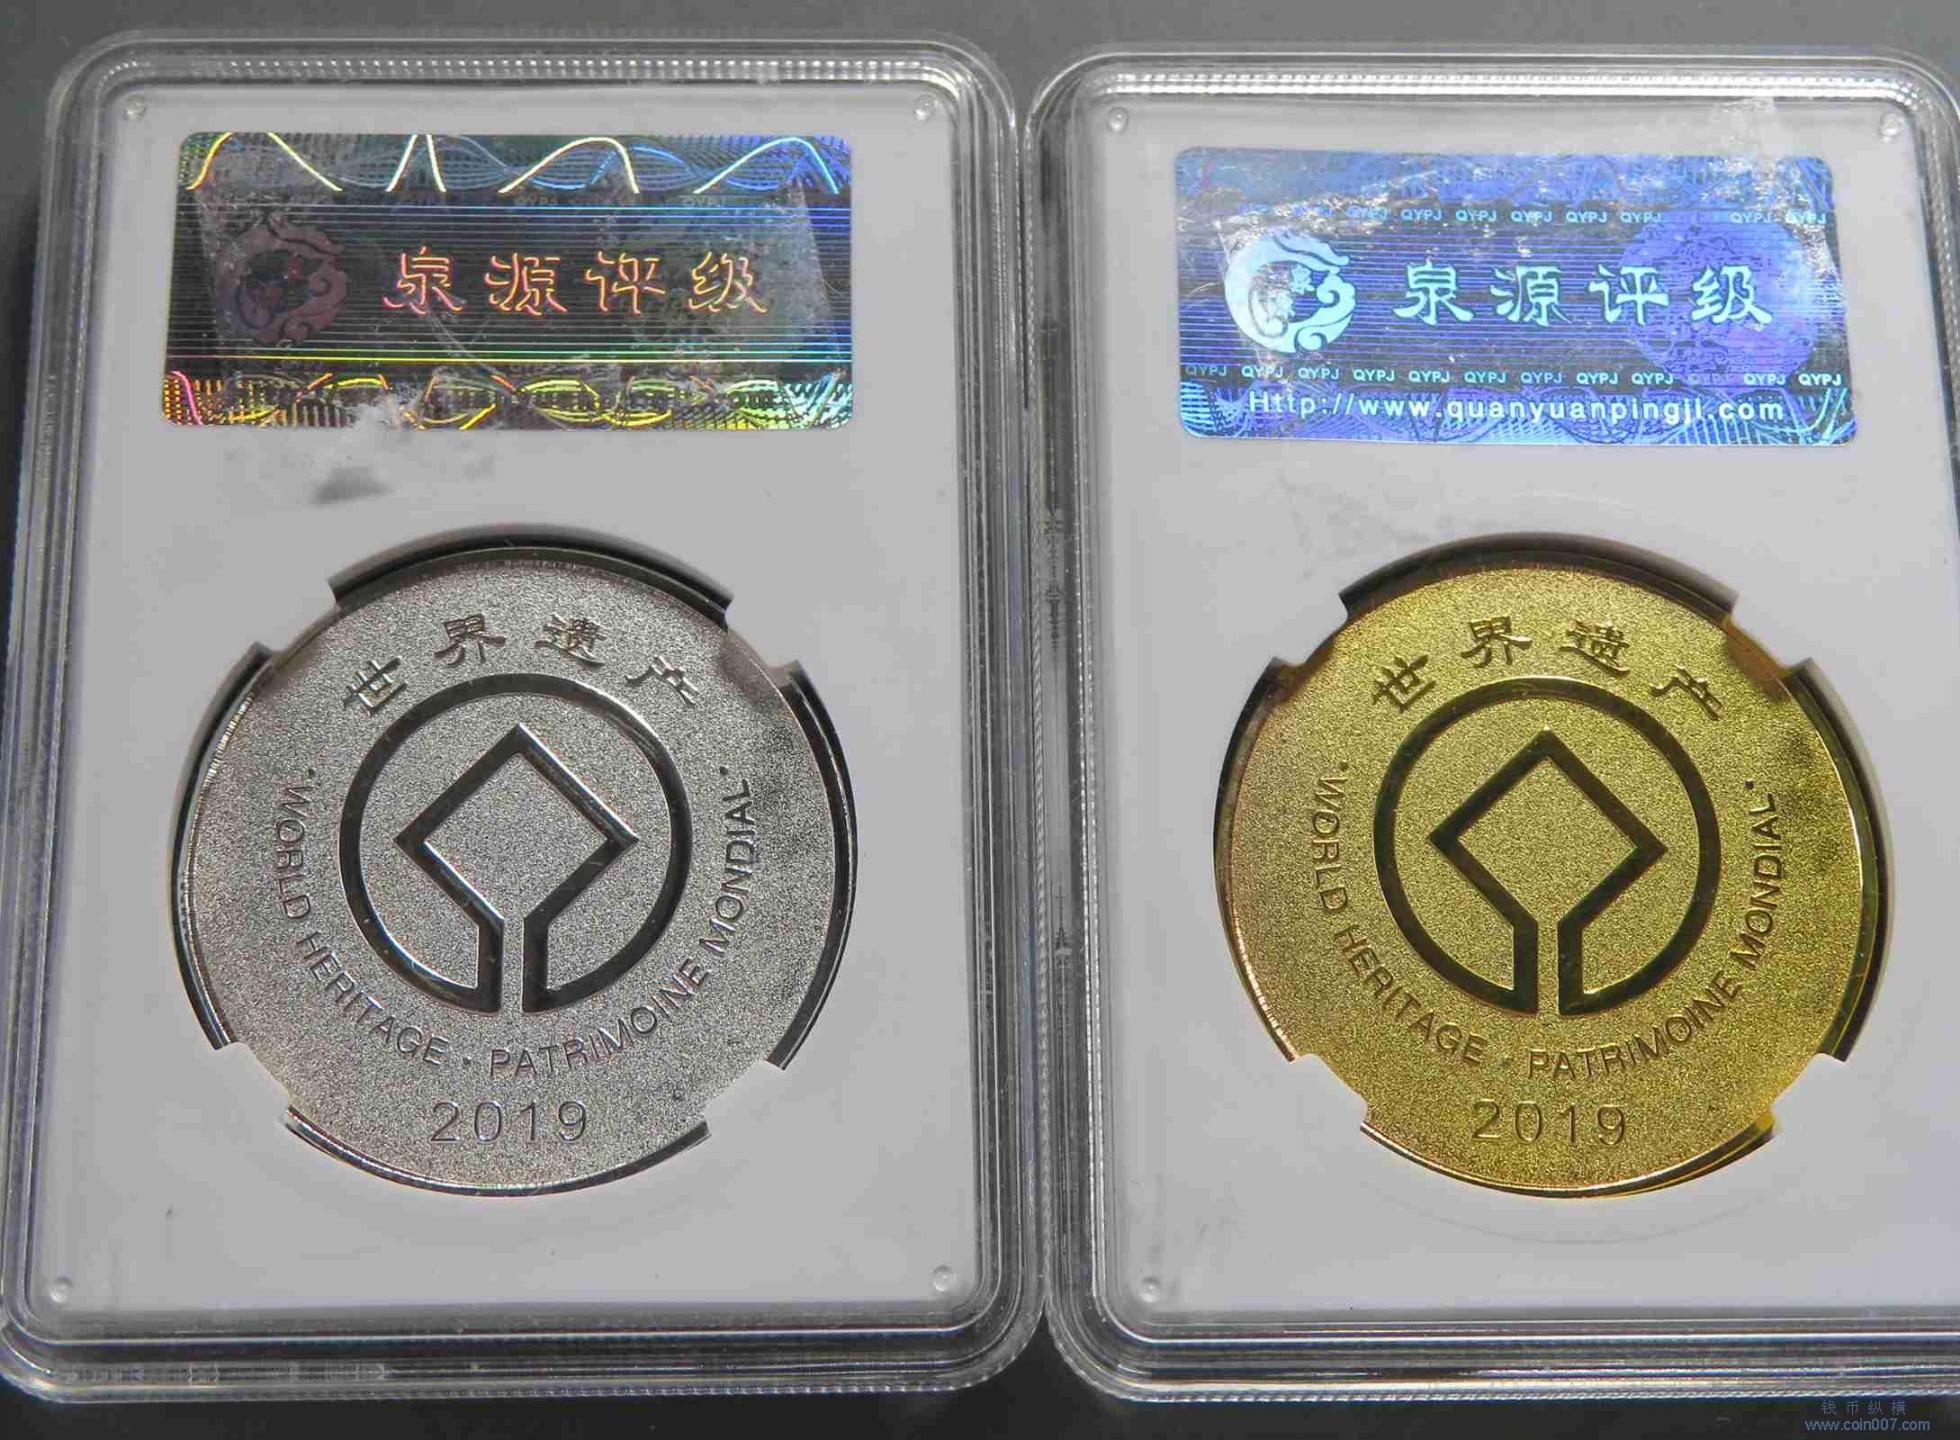 泉源评级
世界遗产
·WORLD HERITAGE · PATRIMOINE MONDIAL·
2019
QYPJ QYPJ QYPJ QYPJ QYPJ QYPJ QYPJ QYPJ
泉源评级
QYPJ QYPJ QYPJ QYPJ QYPJ QYPJ QYPJ QYPJ QYPJ QYPJ QYPJ QYPJ
Http://www.quanyuanpingji.com
世界遗产
·WORLD HERITAGE · PATRIMOINE MONDIAL·
2019
钱币纵横
www.coin007.com